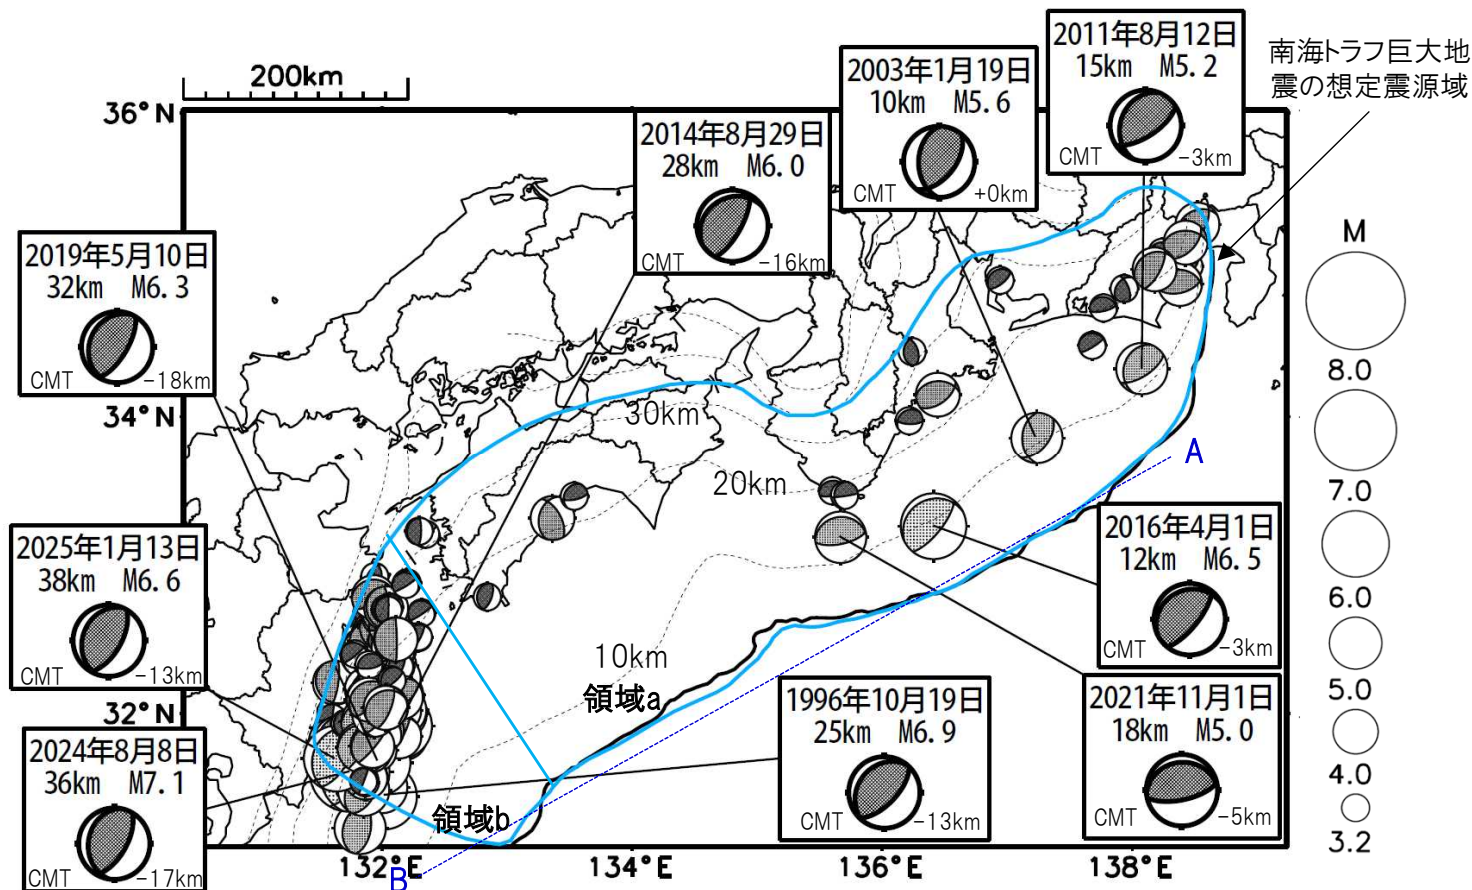 200km
36°N
34°N
32°N
132°E
134°E
136°E
138°E
2011年8月12日
15km M5.2
CMT
-3km
南海トラフ巨大地
震の想定震源域
2003年1月19日
10km M5.6
CMT
+0km
2014年8月29日
28km M6.0
CMT
-16km
2019年5月10日
32km M6.3
CMT
-18km
2025年1月13日
38km M6.6
CMT
-13km
2024年8月8日
36km M7.1
CMT
-17km
1996年10月19日
25km M6.9
CMT
-13km
2016年4月1日
12km M6.5
CMT
-3km
2021年11月1日
18km M5.0
CMT
-5km
30km
20km
10km
領域a
領域b
A
B
M
8.0
7.0
6.0
5.0
4.0
3.2